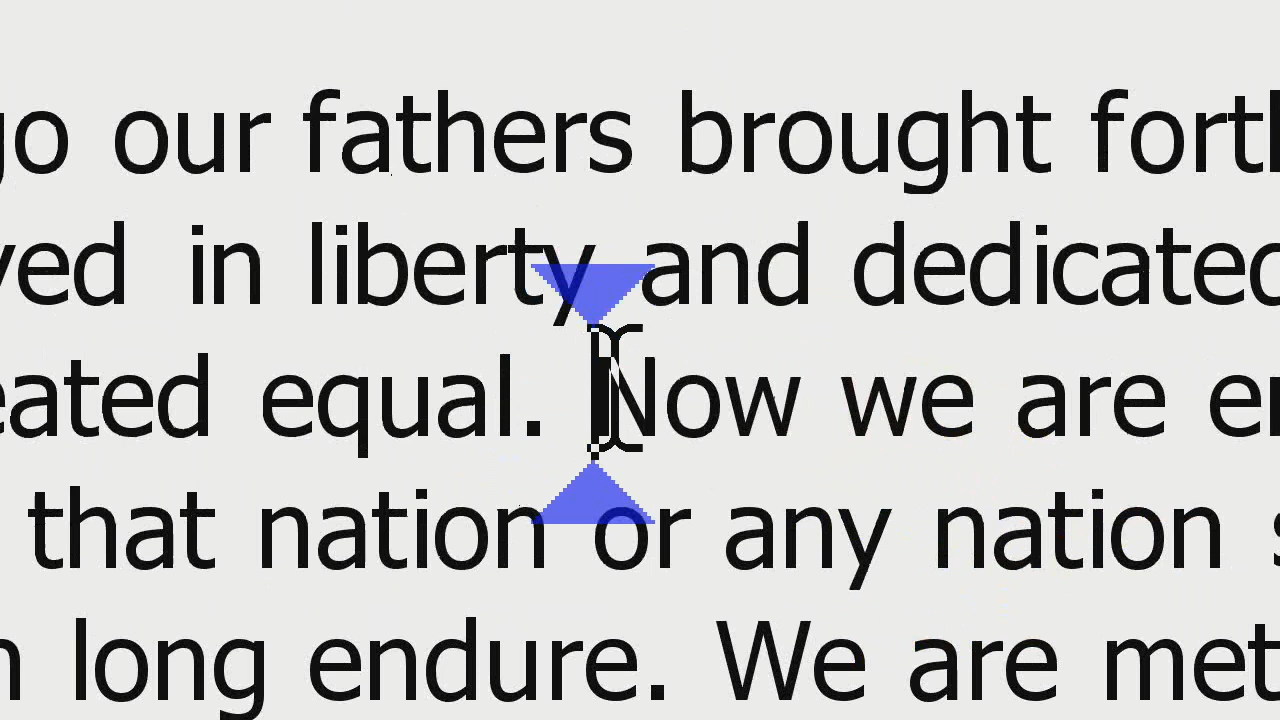 go our fathers brought forth
ved in liberty and dedicated
eated equal. Now we are en
that nation or any nation s
n long endure. We are met